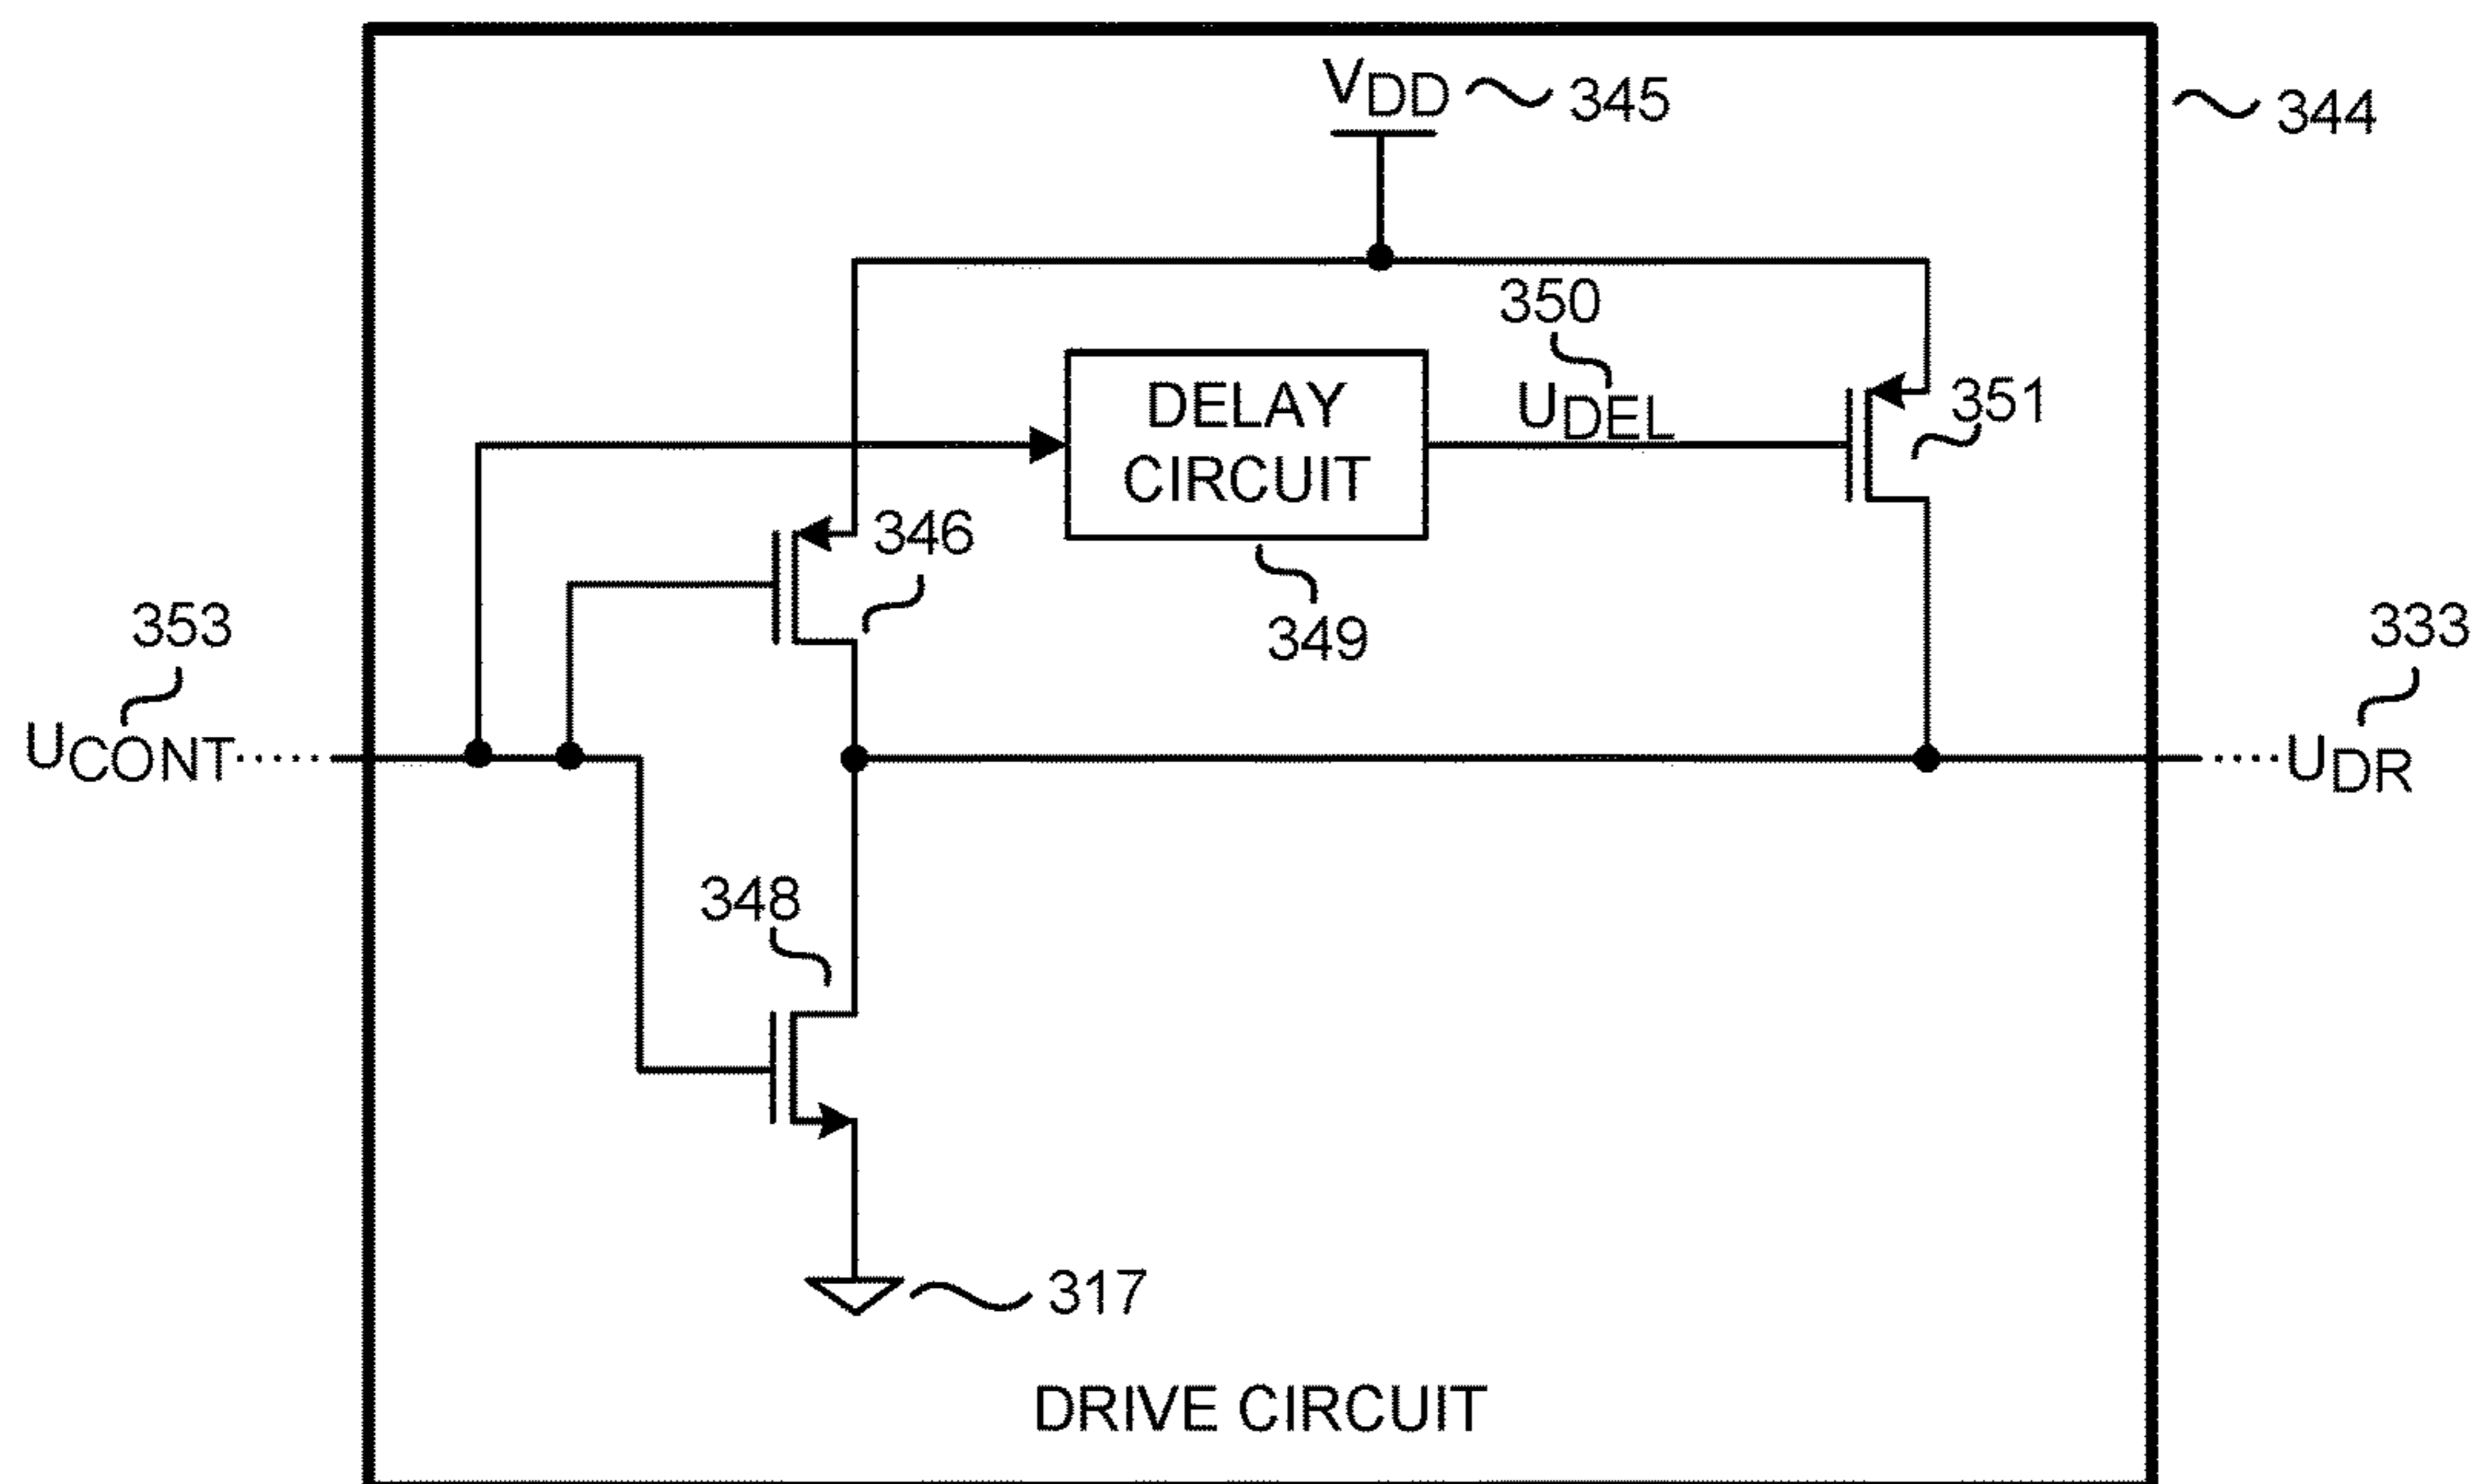 VDD 345
344
350
DELAY
CIRCUIT
UDEL
351
346
349
353
333
UCONT
UDR
348
317
DRIVE CIRCUIT